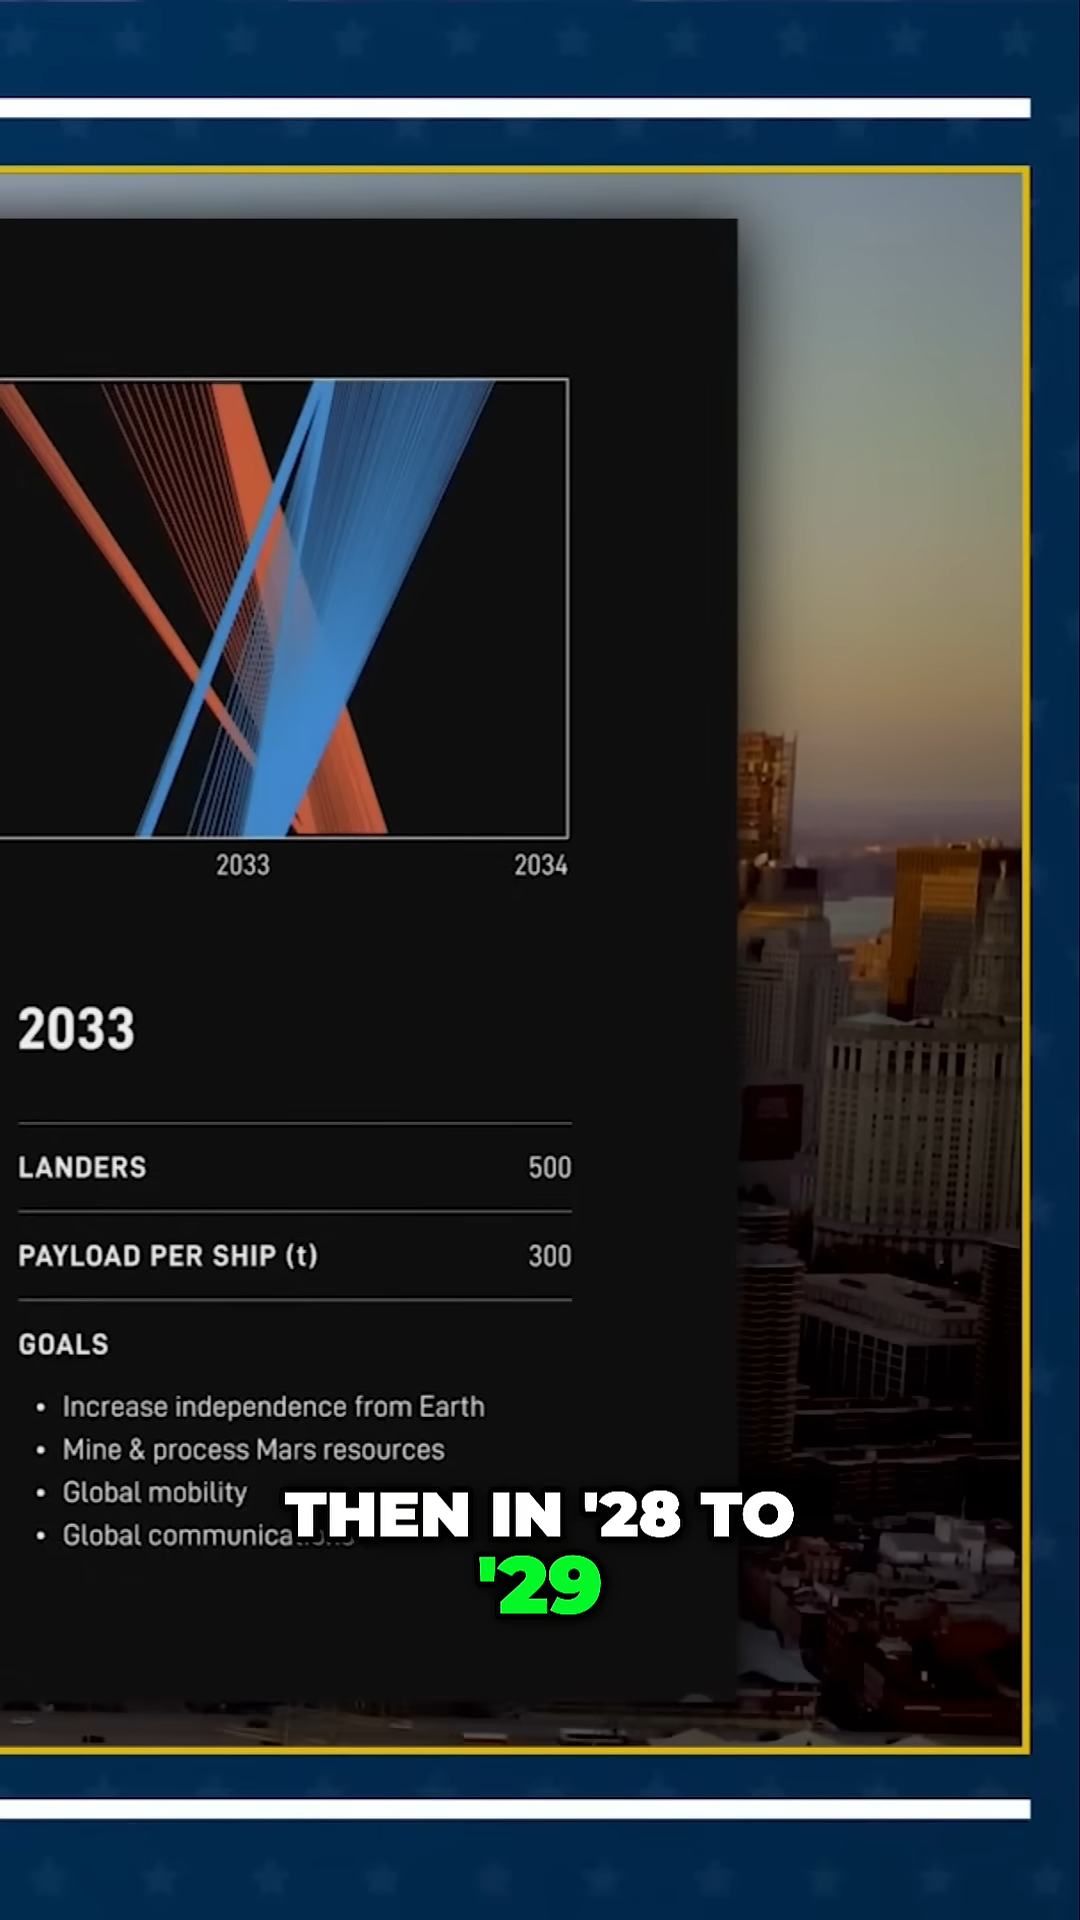 2033 2034
2033
LANDERS 500
PAYLOAD PER SHIP (t) 300
GOALS
• Increase independence from Earth
• Mine & process Mars resources
• Global mobility
• Global communications
THEN IN '28 TO
'29